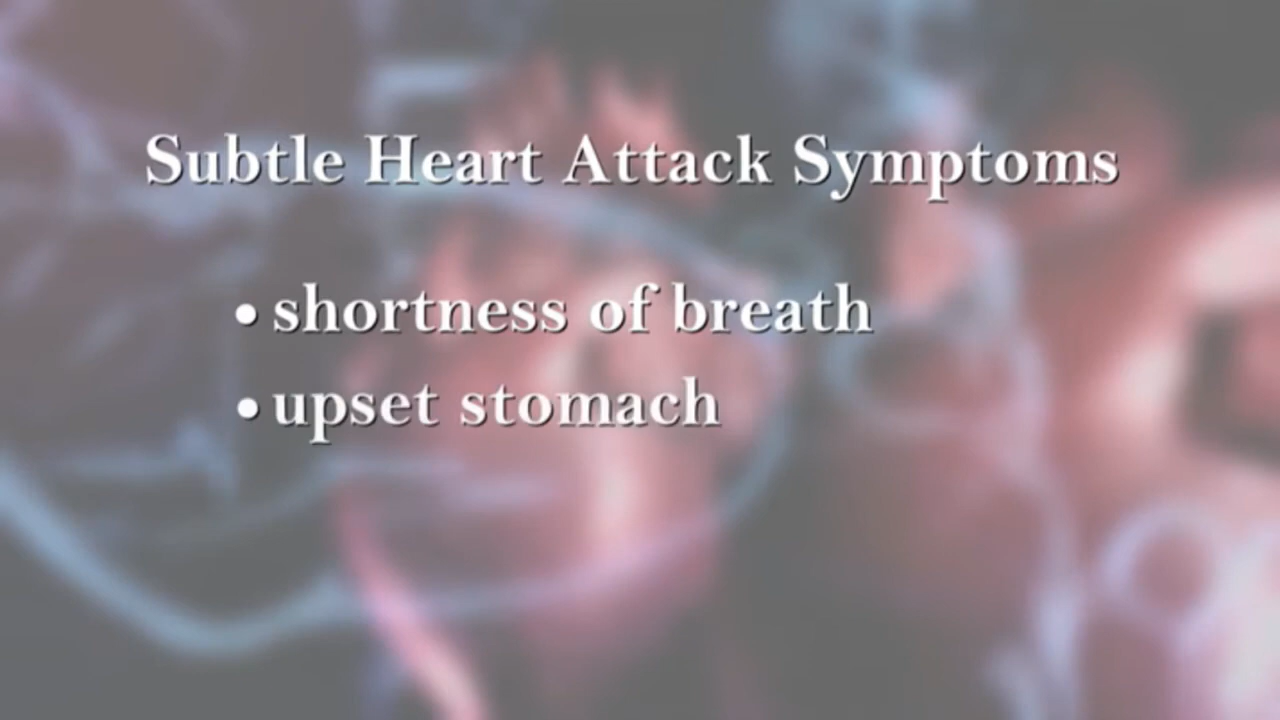 Subtle Heart Attack Symptoms
• shortness of breath
• upset stomach